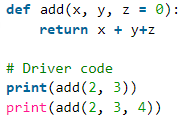 def add(x, y, z = 0):
    return x + y+z

# Driver code
print(add(2, 3))
print(add(2, 3, 4))